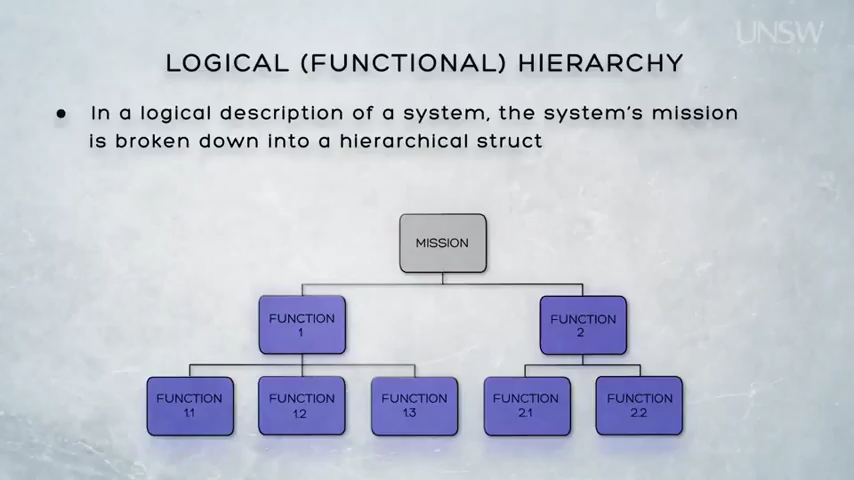 UNSW
LOGICAL (FUNCTIONAL) HIERARCHY
• In a logical description of a system, the system's mission
is broken down into a hierarchical struct
MISSION
FUNCTION
1
FUNCTION
2
FUNCTION
1.1
FUNCTION
1.2
FUNCTION
1.3
FUNCTION
2.1
FUNCTION
2.2